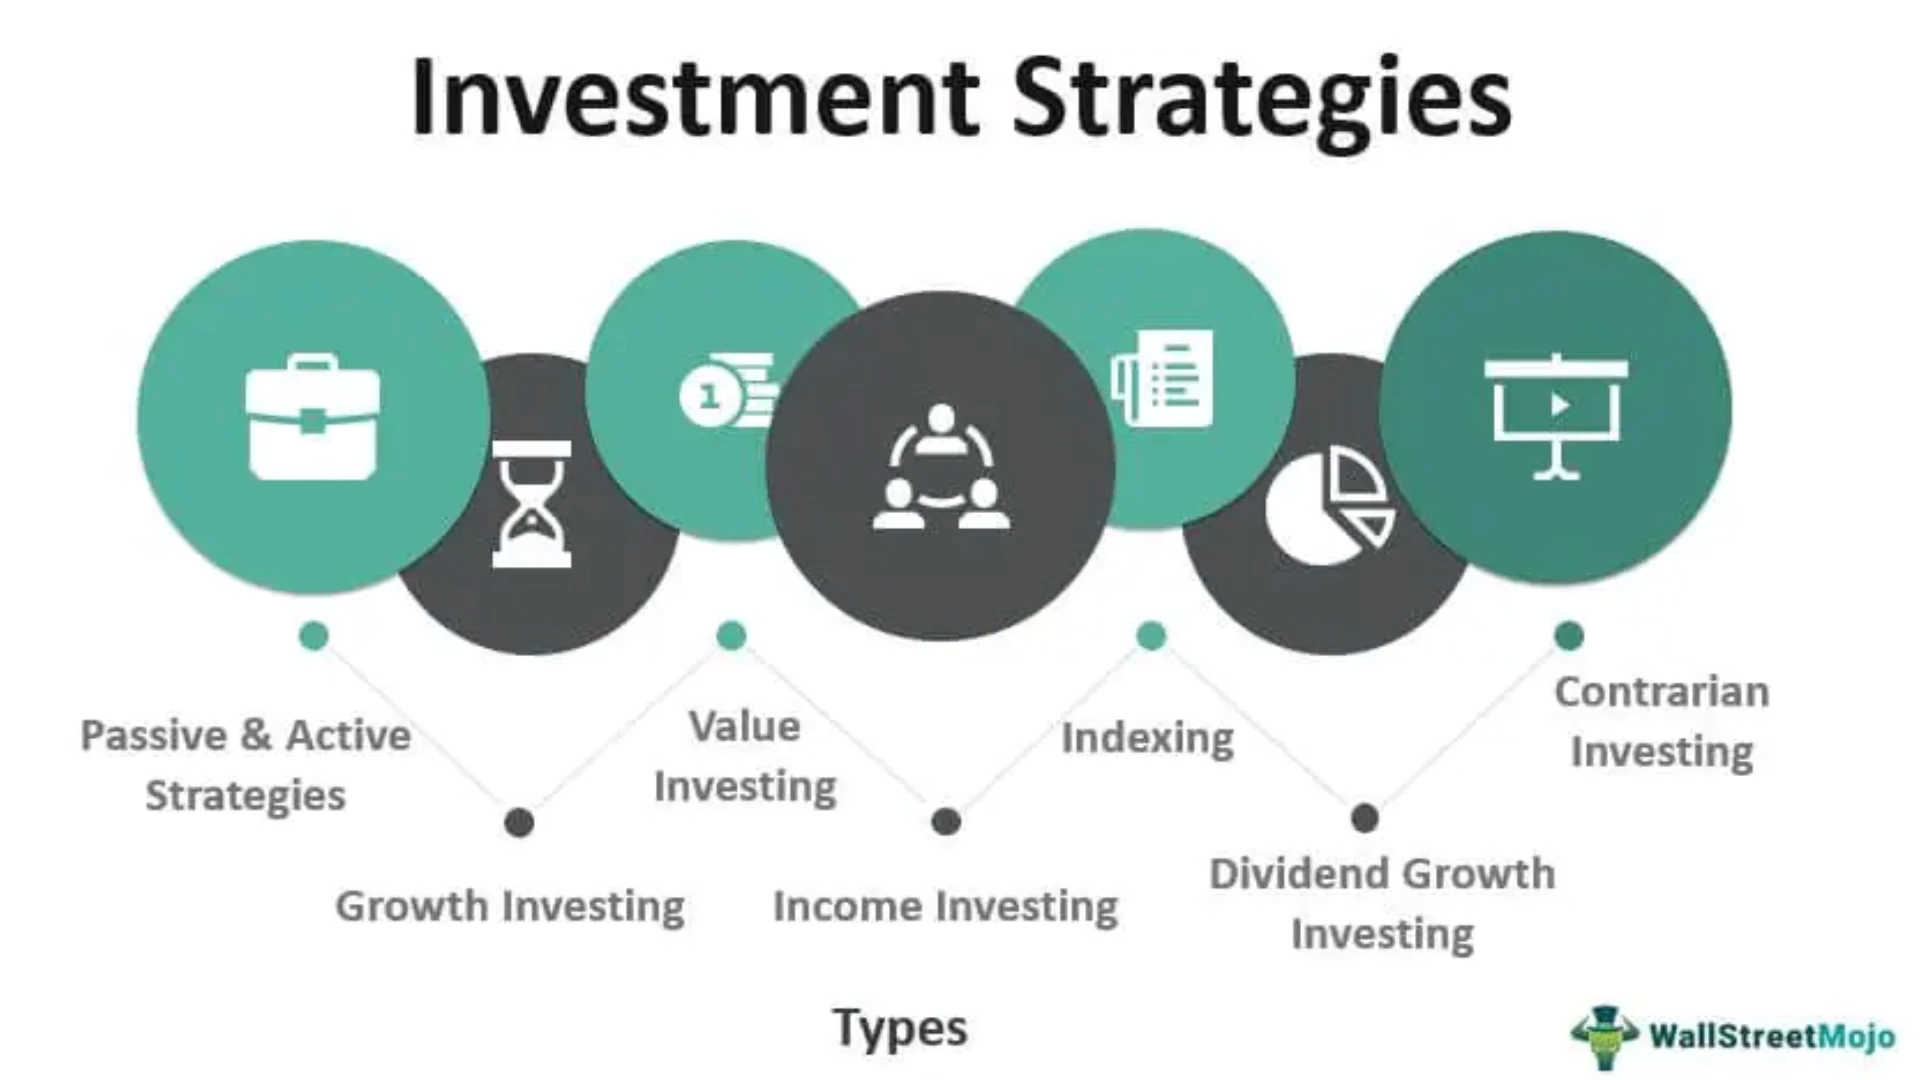 Investment Strategies
1
Passive & Active
Strategies
Growth Investing
Value
Investing
Income Investing
Indexing
Dividend Growth
Investing
Contrarian
Investing
Types
WallStreetMojo